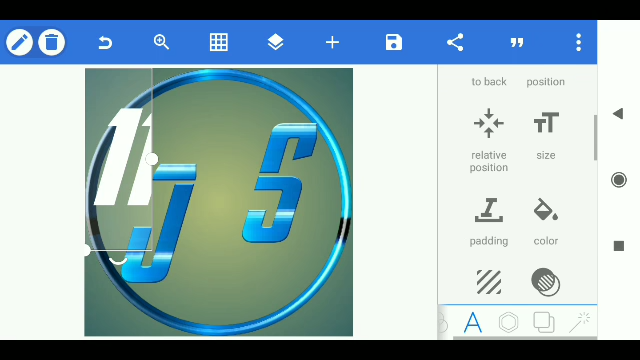 to back position
relative position
size
padding color
J S
A